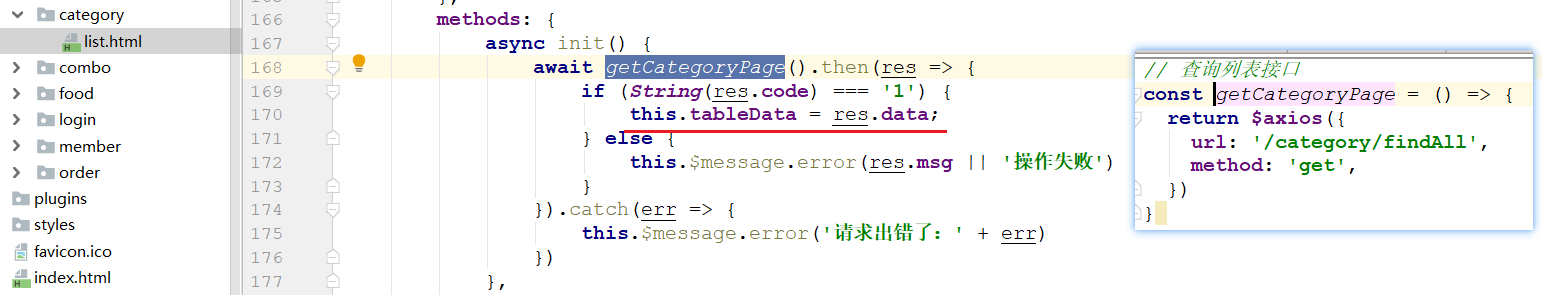 category
list.html
combo
food
login
member
order
plugins
styles
favicon.ico
index.html
166 methods: {
167 async init() {
168 await getCategoryPage().then(res => {
169 if (String(res.code) === '1') {
170 this.tableData = res.data;
171 } else {
172 this.$message.error(res.msg || '操作失败')
173 }
174 }).catch(err => {
175 this.$message.error('请求出错了：' + err)
176 })
177 },
// 查询列表接口
const getCategoryPage = () => {
return $axios({
url: '/category/findAll',
method: 'get',
})
}